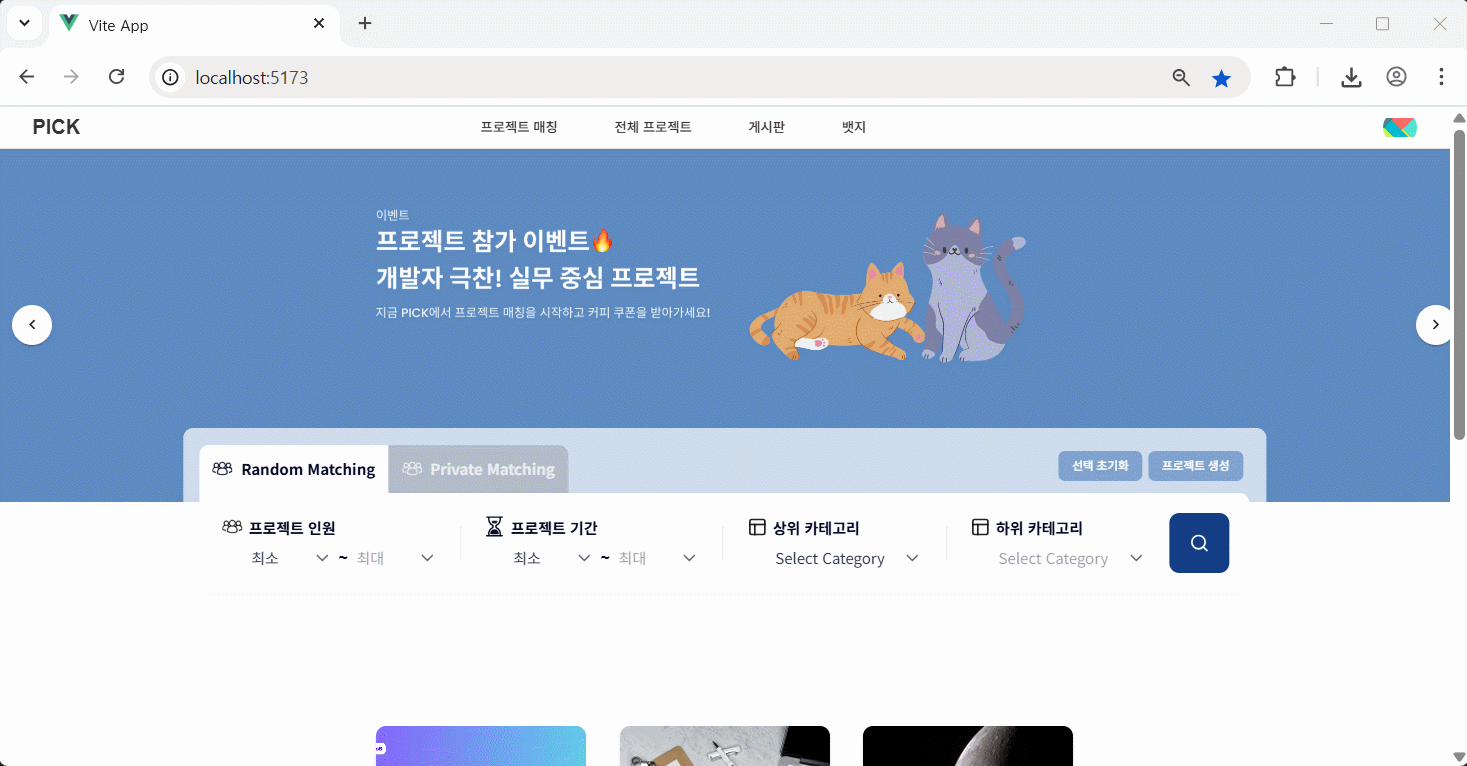 Vite App
localhost:5173
PICK
프로젝트 매칭 전체 프로젝트 게시판 뱃지
이벤트
프로젝트 참가 이벤트🔥
개발자 극찬! 실무 중심 프로젝트
지금 PICK에서 프로젝트 매칭을 시작하고 커피 쿠폰을 받아가세요!
Random Matching Private Matching 선택 초기화 프로젝트 생성
프로젝트 인원 프로젝트 기간 상위 카테고리 하위 카테고리
최소 ~ 최대 최소 ~ 최대 Select Category Select Category